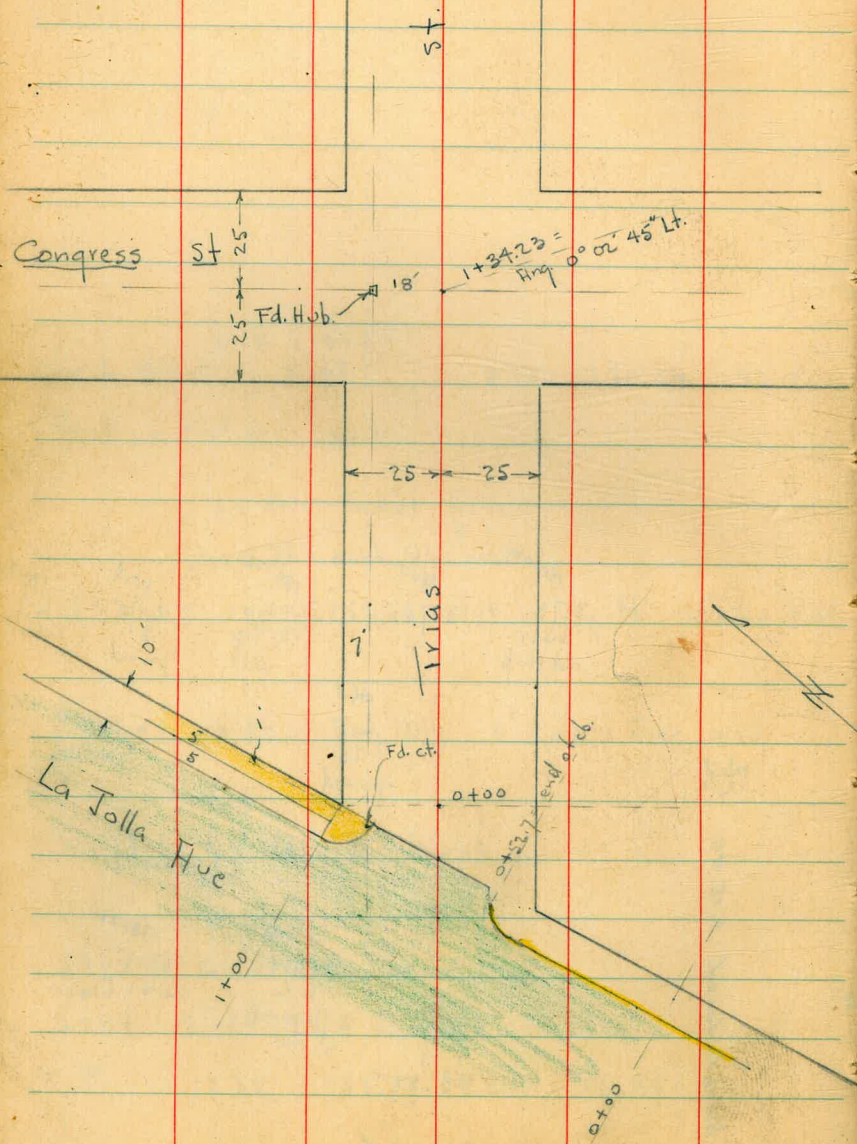 St.
Congress St
25
25
Fd. Hub.
18'
1+34.23 =
Ang. 0° 02' 45" Lt.
25
25
Trias
7'
10'
5
5
Fd. ct.
0+00
0+52.7 = end of cb.
La Jolla Ave
N
1+00
0+00